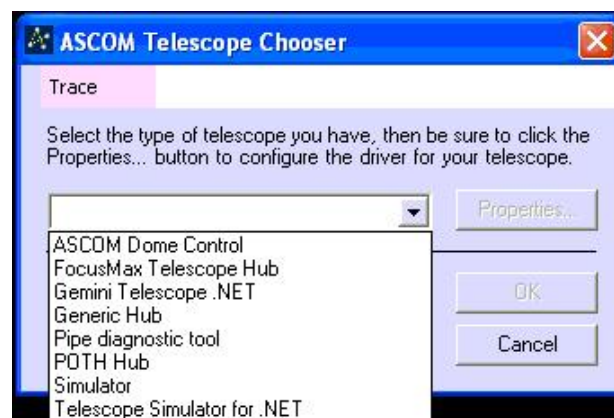 ASCOM Telescope Chooser
Trace
Select the type of telescope you have, then be sure to click the
Properties... button to configure the driver for your telescope.
Properties...
ASCOM Dome Control
FocusMax Telescope Hub
Gemini Telescope .NET
Generic Hub
OK
Pipe diagnostic tool
Cancel
POTH Hub
Simulator
Telescope Simulator for .NET